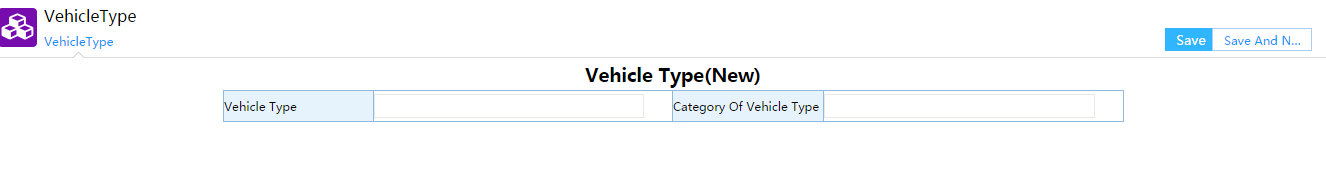 VehicleType
VehicleType
Save Save And N...
Vehicle Type(New)
Vehicle Type Category Of Vehicle Type